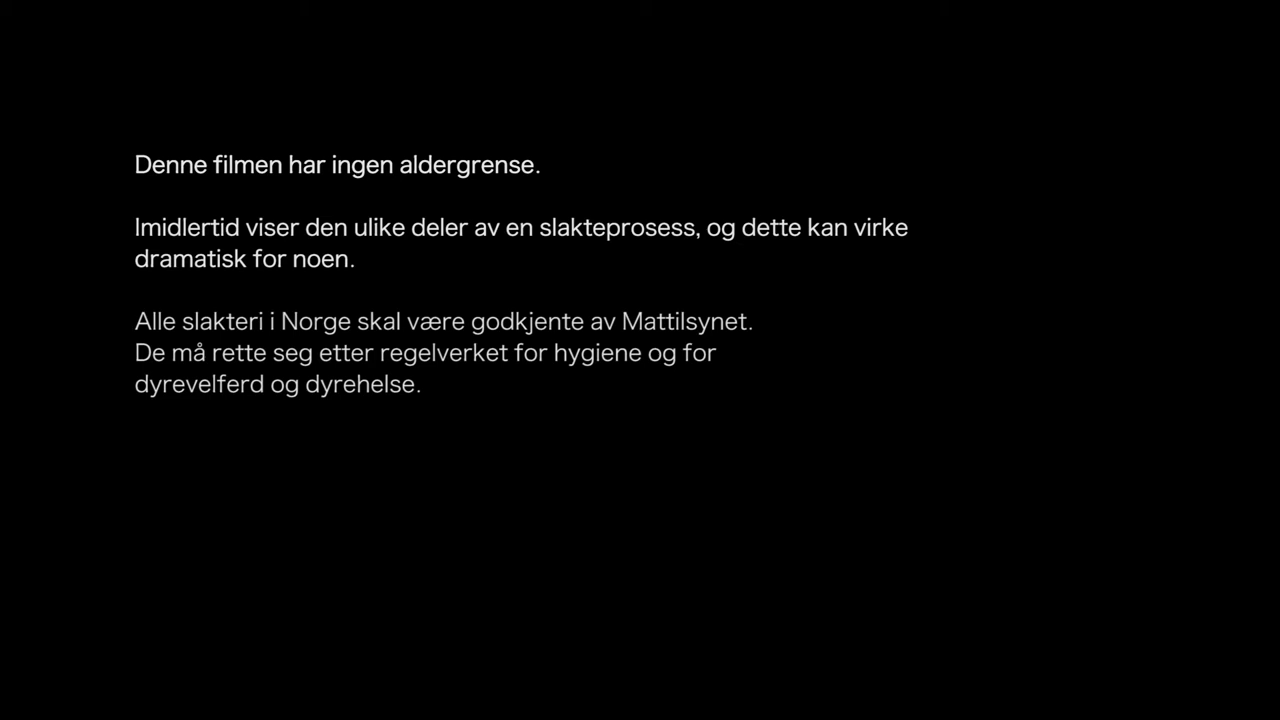 Denne filmen har ingen aldergrense.
Imidlertid viser den ulike deler av en slakteprosess, og dette kan virke
dramatisk for noen.
Alle slakteri i Norge skal være godkjente av Mattilsynet.
De må rette seg etter regelverket for hygiene og for
dyrevelferd og dyrehelse.